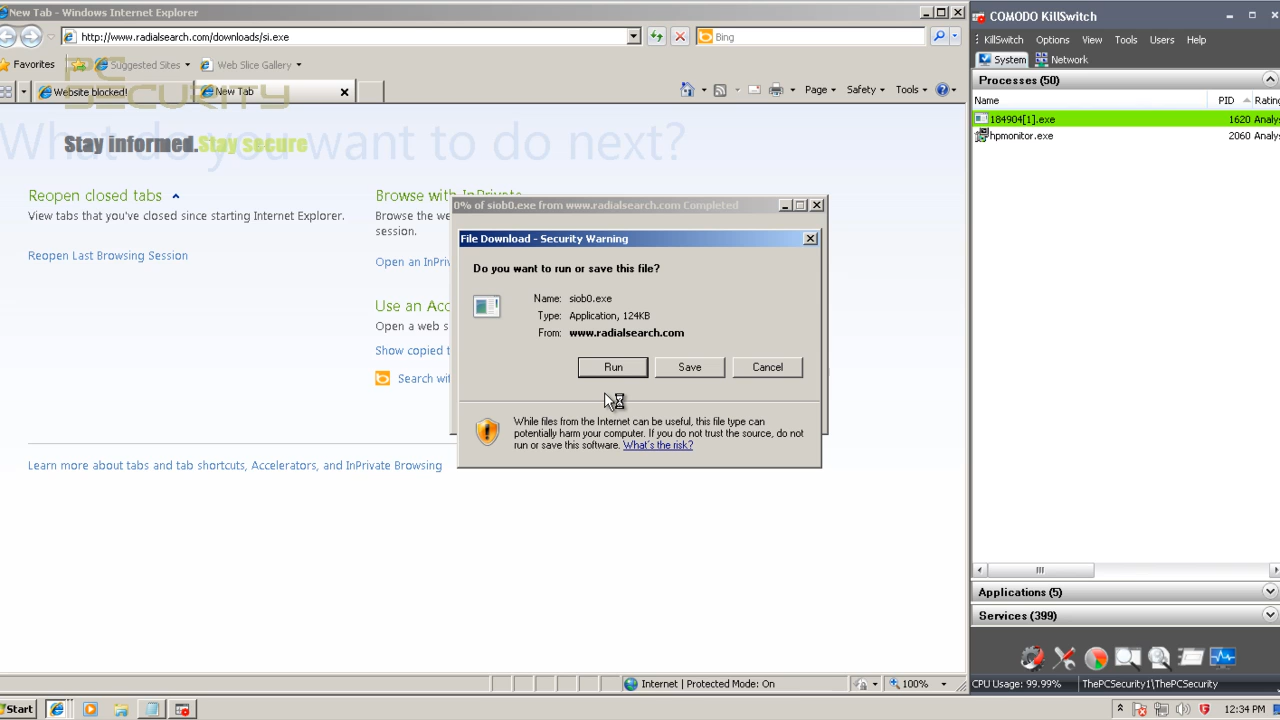 New Tab - Windows Internet Explorer
http://www.radialsearch.com/downloads/si.exe
Bing
Favorites
Suggested Sites
Web Slice Gallery
Website blocked!
New Tab
Page
Safety
Tools
PC
SECURITY
Stay informed.Stay secure
What do you want to do next?
Reopen closed tabs
View tabs that you've closed since starting Internet Explorer.
Reopen Last Browsing Session
Browse with InPrivate
Browse the we
session.
Open an InPriv
Use an Acc
Open a web s
Show copied t
Search wit
Learn more about tabs and tab shortcuts, Accelerators, and InPrivate Browsing
0% of siob0.exe from www.radialsearch.com Completed
File Download - Security Warning
Do you want to run or save this file?
Name: siob0.exe
Type: Application, 124KB
From: www.radialsearch.com
Run
Save
Cancel
While files from the Internet can be useful, this file type can
potentially harm your computer. If you do not trust the source, do not
run or save this software. What's the risk?
Internet | Protected Mode: On
100%
COMODO KillSwitch
KillSwitch Options View Tools Users Help
System Network
Processes (50)
Name PID Rating
184904[1].exe 1620 Analys
hpmonitor.exe 2060 Analys
Applications (5)
Services (399)
CPU Usage: 99.99% ThePCSecurity1\ThePCSecurity
Start
12:34 PM